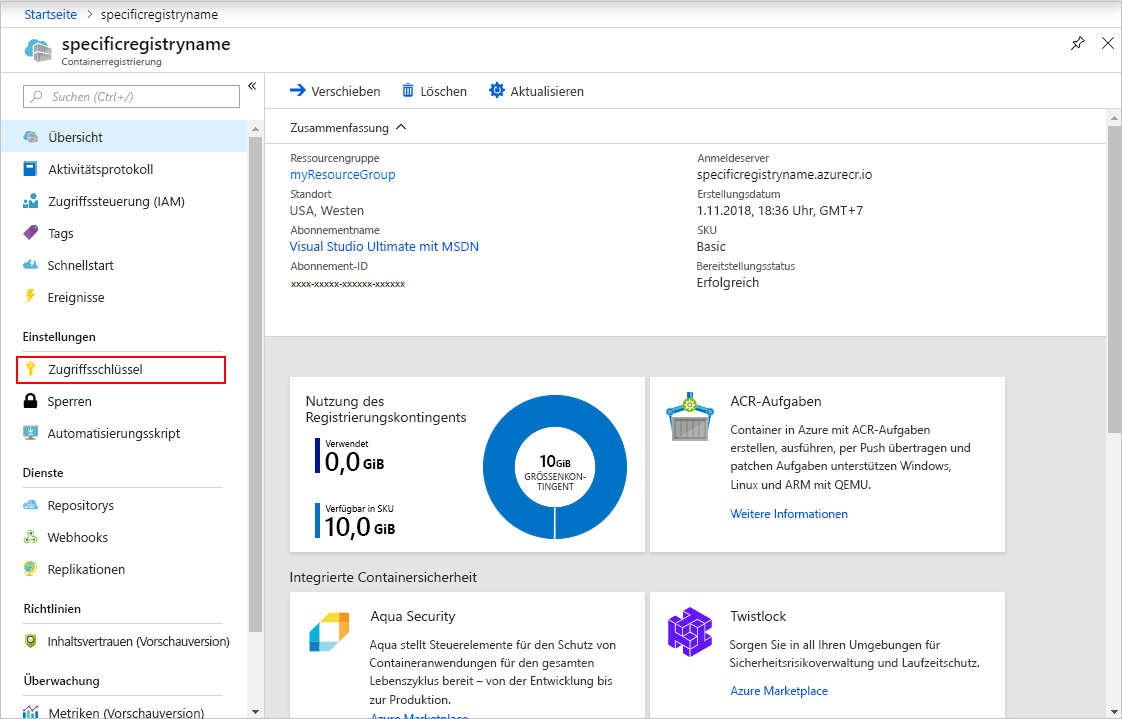 Startseite > specificregistryname
specificregistryname
Containerregistrierung
Suchen (Ctrl+/)
«
Übersicht
Aktivitätsprotokoll
Zugriffssteuerung (IAM)
Tags
Schnellstart
Ereignisse
Einstellungen
Zugriffsschlüssel
Sperren
Automatisierungsskript
Dienste
Repositorys
Webhooks
Replikationen
Richtlinien
Inhaltsvertrauen (Vorschauversion)
Überwachung
Metriken (Vorschauversion)
Verschieben
Löschen
Aktualisieren
Zusammenfassung
Ressourcengruppe
myResourceGroup
Standort
USA, Westen
Abonnementname
Visual Studio Ultimate mit MSDN
Abonnement-ID
xxxx-xxxxx-xxxxxx-xxxxxx
Anmeldeserver
specificregistryname.azurecr.io
Erstellungsdatum
1.11.2018, 18:36 Uhr, GMT+7
SKU
Basic
Bereitstellungsstatus
Erfolgreich
Nutzung des
Registrierungskontingents
Verwendet
0,0 GiB
Verfügbar in SKU
10,0 GiB
10 GiB
GRÖSSENKON-
TINGENT
ACR-Aufgaben
Container in Azure mit ACR-Aufgaben
erstellen, ausführen, per Push übertragen und
patchen Aufgaben unterstützen Windows,
Linux und ARM mit QEMU.
Weitere Informationen
Integrierte Containersicherheit
Aqua Security
Aqua stellt Steuerelemente für den Schutz von
Containeranwendungen für den gesamten
Lebenszyklus bereit – von der Entwicklung bis
zur Produktion.
Azure Marketplace
Twistlock
Sorgen Sie in all Ihren Umgebungen für
Sicherheitsrisikoverwaltung und Laufzeitschutz.
Azure Marketplace